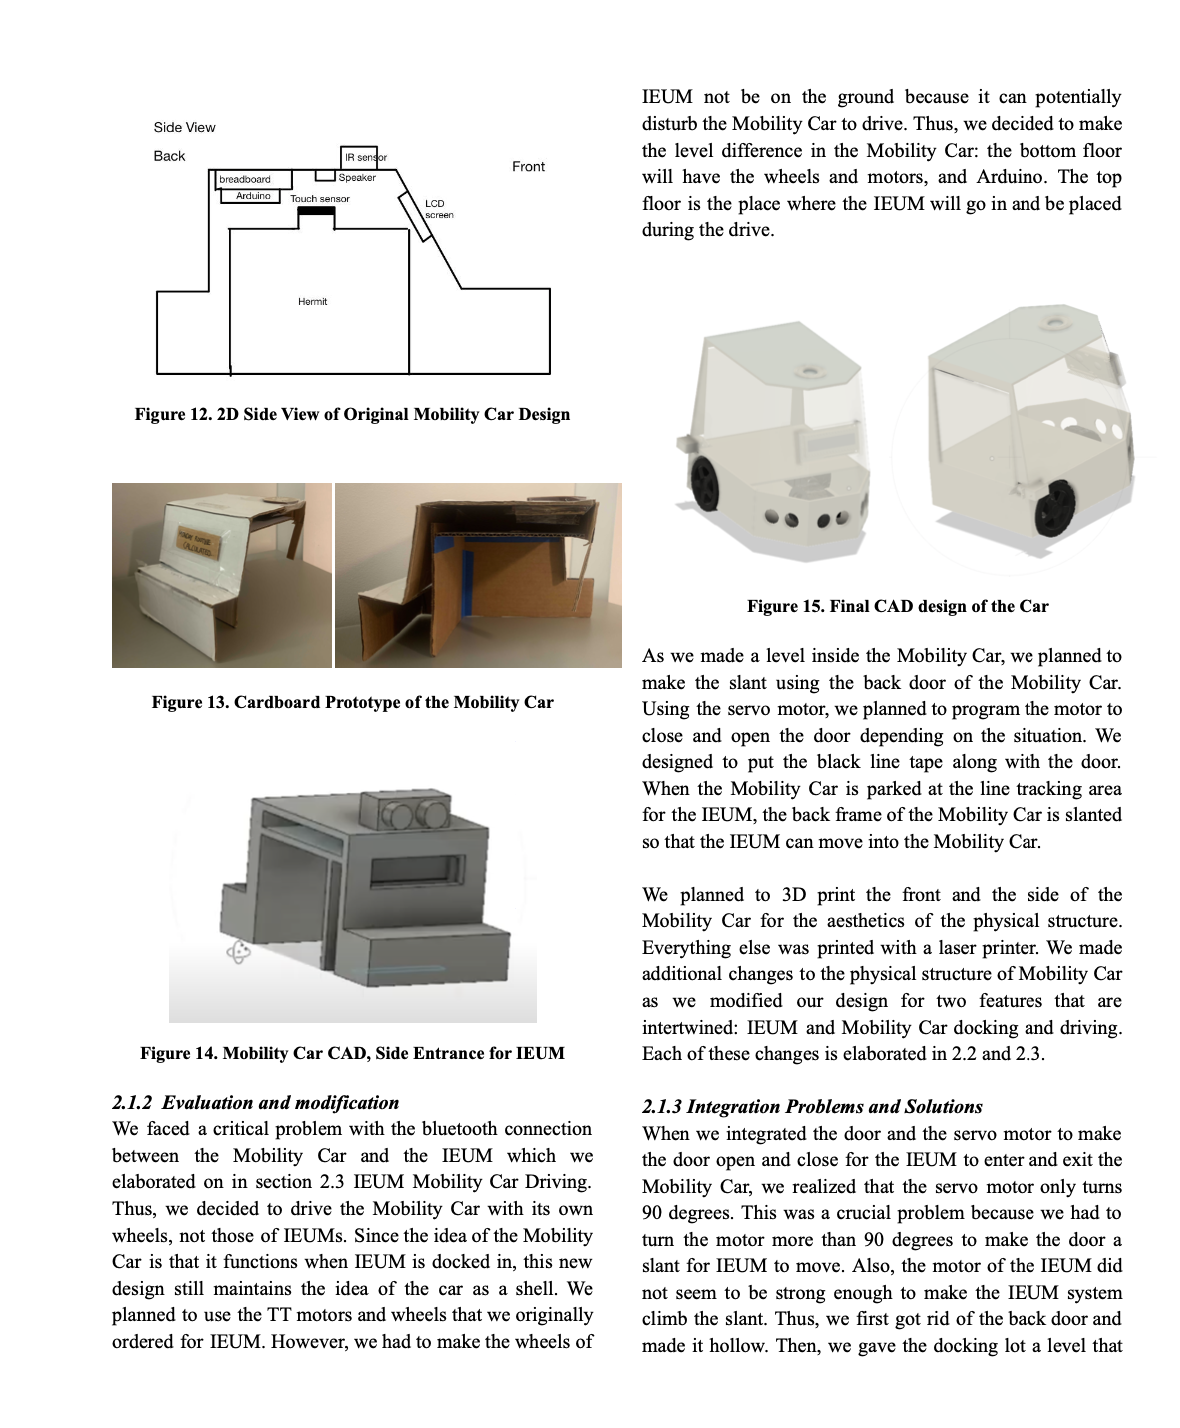 Side View
Back
IR sensor
Front
breadboard
Speaker
Arduino
Touch sensor
LCD
screen
Hermit
Figure 12. 2D Side View of Original Mobility Car Design
CALCULATED
Figure 13. Cardboard Prototype of the Mobility Car
Figure 14. Mobility Car CAD, Side Entrance for IEUM
2.1.2 Evaluation and modification
We faced a critical problem with the bluetooth connection
between the Mobility Car and the IEUM which we
elaborated on in section 2.3 IEUM Mobility Car Driving.
Thus, we decided to drive the Mobility Car with its own
wheels, not those of IEUMs. Since the idea of the Mobility
Car is that it functions when IEUM is docked in, this new
design still maintains the idea of the car as a shell. We
planned to use the TT motors and wheels that we originally
ordered for IEUM. However, we had to make the wheels of
IEUM not be on the ground because it can potentially
disturb the Mobility Car to drive. Thus, we decided to make
the level difference in the Mobility Car: the bottom floor
will have the wheels and motors, and Arduino. The top
floor is the place where the IEUM will go in and be placed
during the drive.
Figure 15. Final CAD design of the Car
As we made a level inside the Mobility Car, we planned to
make the slant using the back door of the Mobility Car.
Using the servo motor, we planned to program the motor to
close and open the door depending on the situation. We
designed to put the black line tape along with the door.
When the Mobility Car is parked at the line tracking area
for the IEUM, the back frame of the Mobility Car is slanted
so that the IEUM can move into the Mobility Car.
We planned to 3D print the front and the side of the
Mobility Car for the aesthetics of the physical structure.
Everything else was printed with a laser printer. We made
additional changes to the physical structure of Mobility Car
as we modified our design for two features that are
intertwined: IEUM and Mobility Car docking and driving.
Each of these changes is elaborated in 2.2 and 2.3.
2.1.3 Integration Problems and Solutions
When we integrated the door and the servo motor to make
the door open and close for the IEUM to enter and exit the
Mobility Car, we realized that the servo motor only turns
90 degrees. This was a crucial problem because we had to
turn the motor more than 90 degrees to make the door a
slant for IEUM to move. Also, the motor of the IEUM did
not seem to be strong enough to make the IEUM system
climb the slant. Thus, we first got rid of the back door and
made it hollow. Then, we gave the docking lot a level that